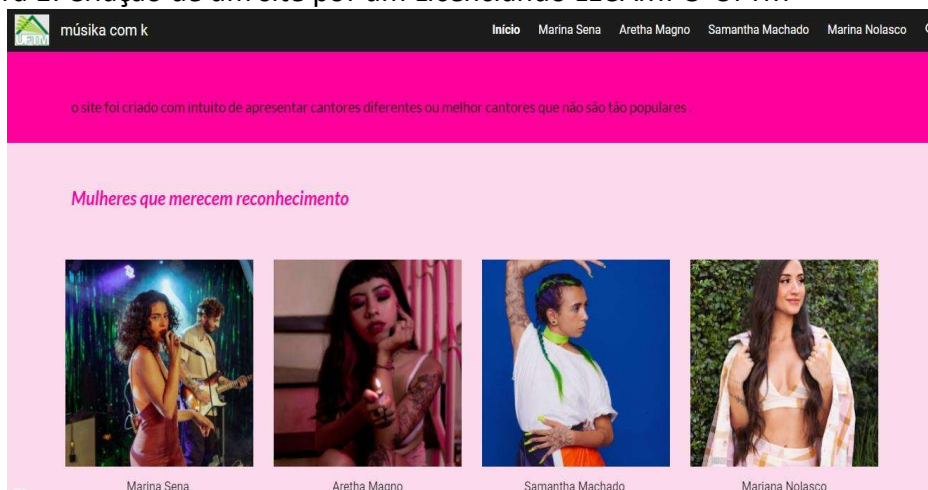 músika com k
Início Marina Sena Aretha Magno Samantha Machado Marina Nolasco
o site foi criado com intuito de apresentar cantores diferentes ou melhor cantores que não são tão populares .
Mulheres que merecem reconhecimento
Marina Sena Aretha Magno Samantha Machado Mariana Nolasco